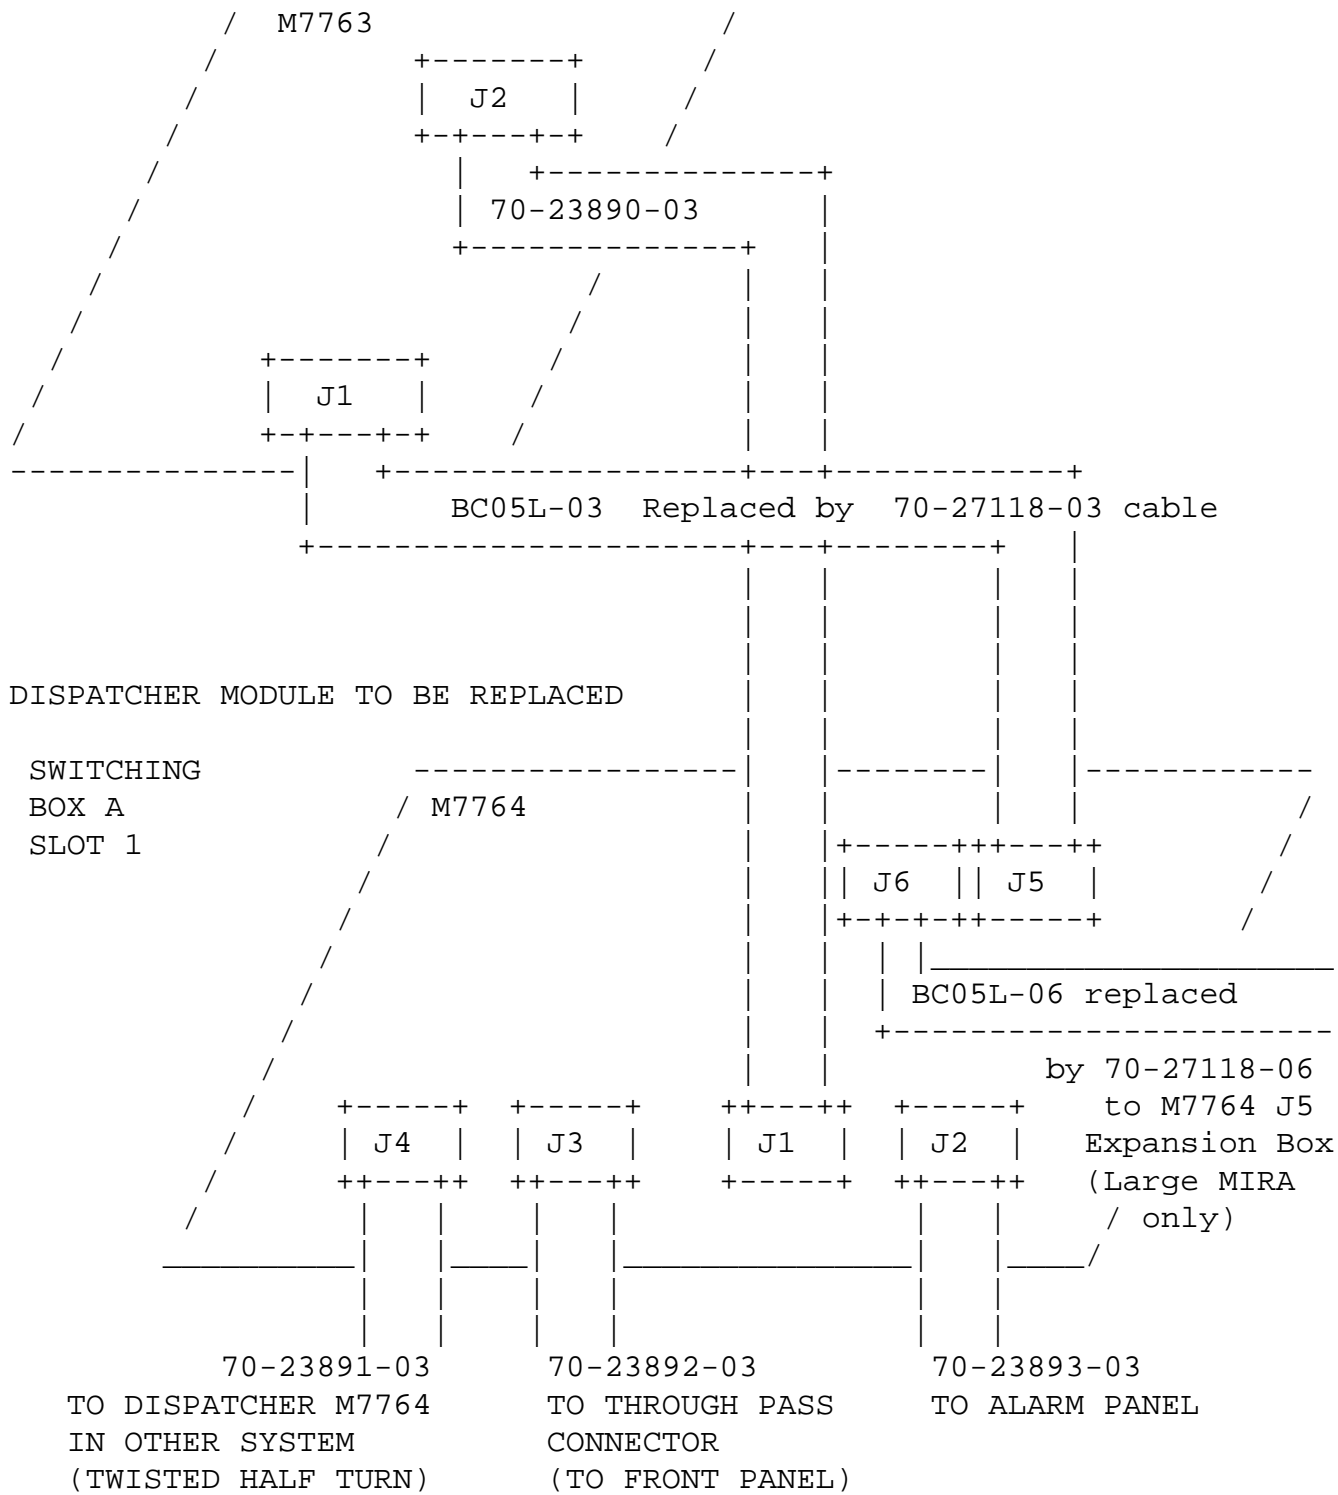 M7763
J2
70-23890-03
J1
BC05L-03 Replaced by 70-27118-03 cable
DISPATCHER MODULE TO BE REPLACED
SWITCHING
BOX A
M7764
SLOT 1
J6 J5
BC05L-06 replaced
by 70-27118-06
to M7764 J5
J4 J3 J1 J2
Expansion Box
(Large MIRA
only)
70-23891-03 70-23892-03 70-23893-03
TO DISPATCHER M7764 TO THROUGH PASS TO ALARM PANEL
IN OTHER SYSTEM CONNECTOR
(TWISTED HALF TURN) (TO FRONT PANEL)